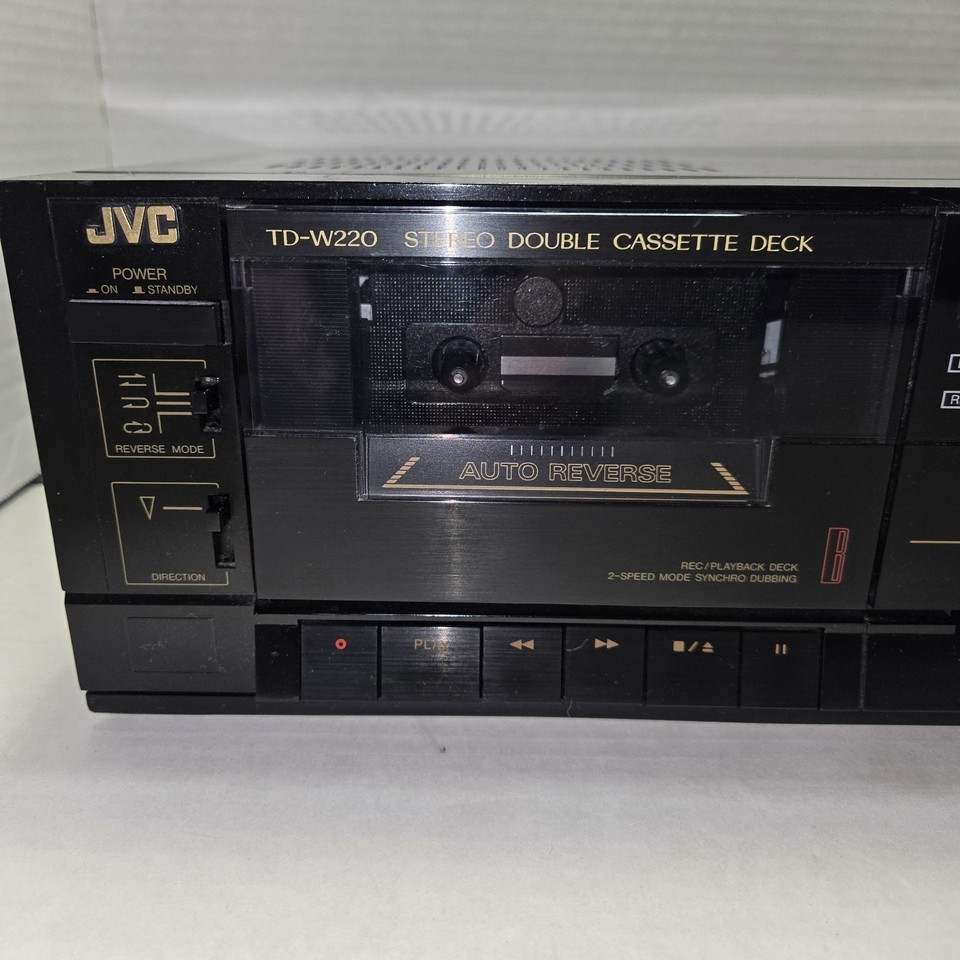 JVC
TD-W220 STEREO DOUBLE CASSETTE DECK
POWER
ON STANDBY
REVERSE MODE
AUTO REVERSE
DIRECTION
REC/PLAYBACK DECK
2-SPEED MODE SYNCHRO DUBBING
B
PLAY